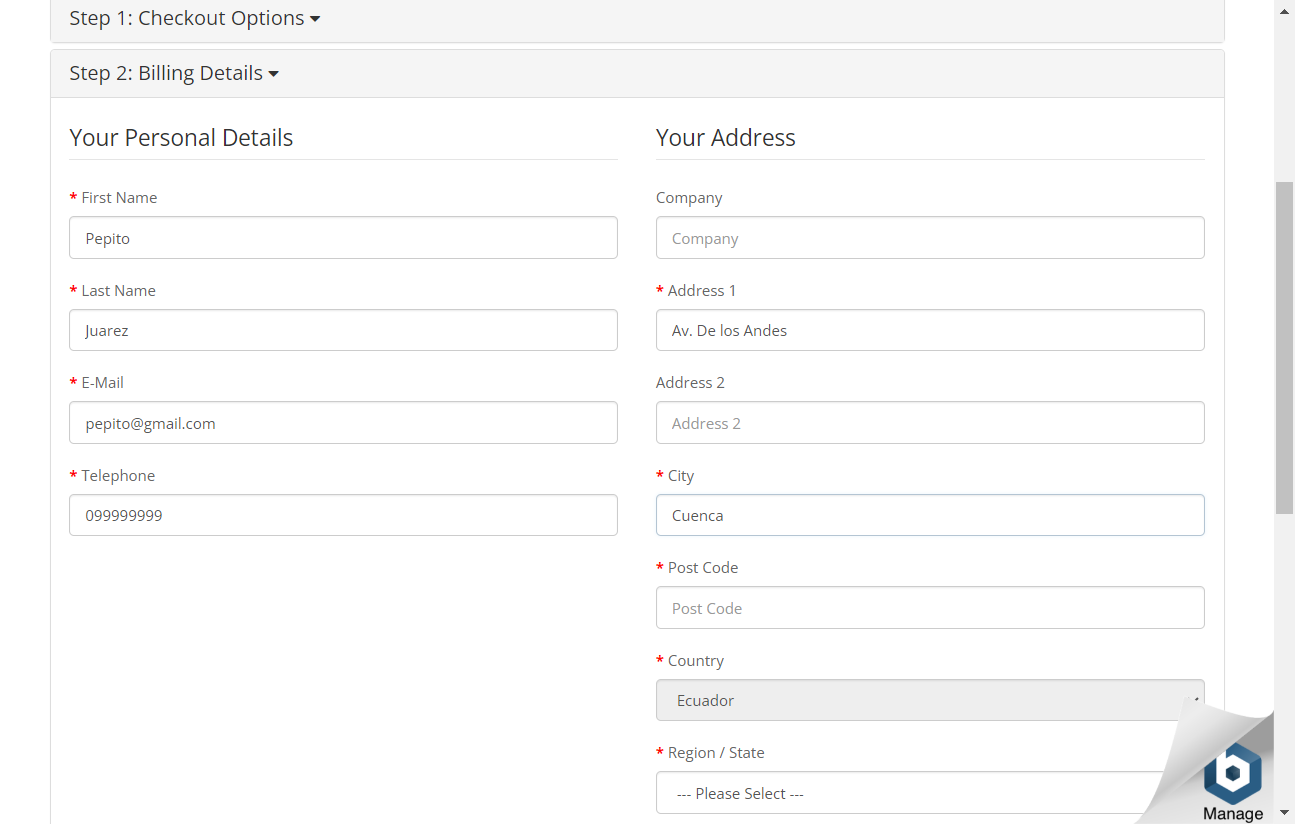 Step 1: Checkout Options
Step 2: Billing Details
Your Personal Details
* First Name
Pepito
* Last Name
Juarez
* E-Mail
pepito@gmail.com
* Telephone
099999999
Your Address
Company
Company
* Address 1
Av. De los Andes
Address 2
Address 2
* City
Cuenca
* Post Code
Post Code
* Country
Ecuador
* Region / State
--- Please Select ---
Manage